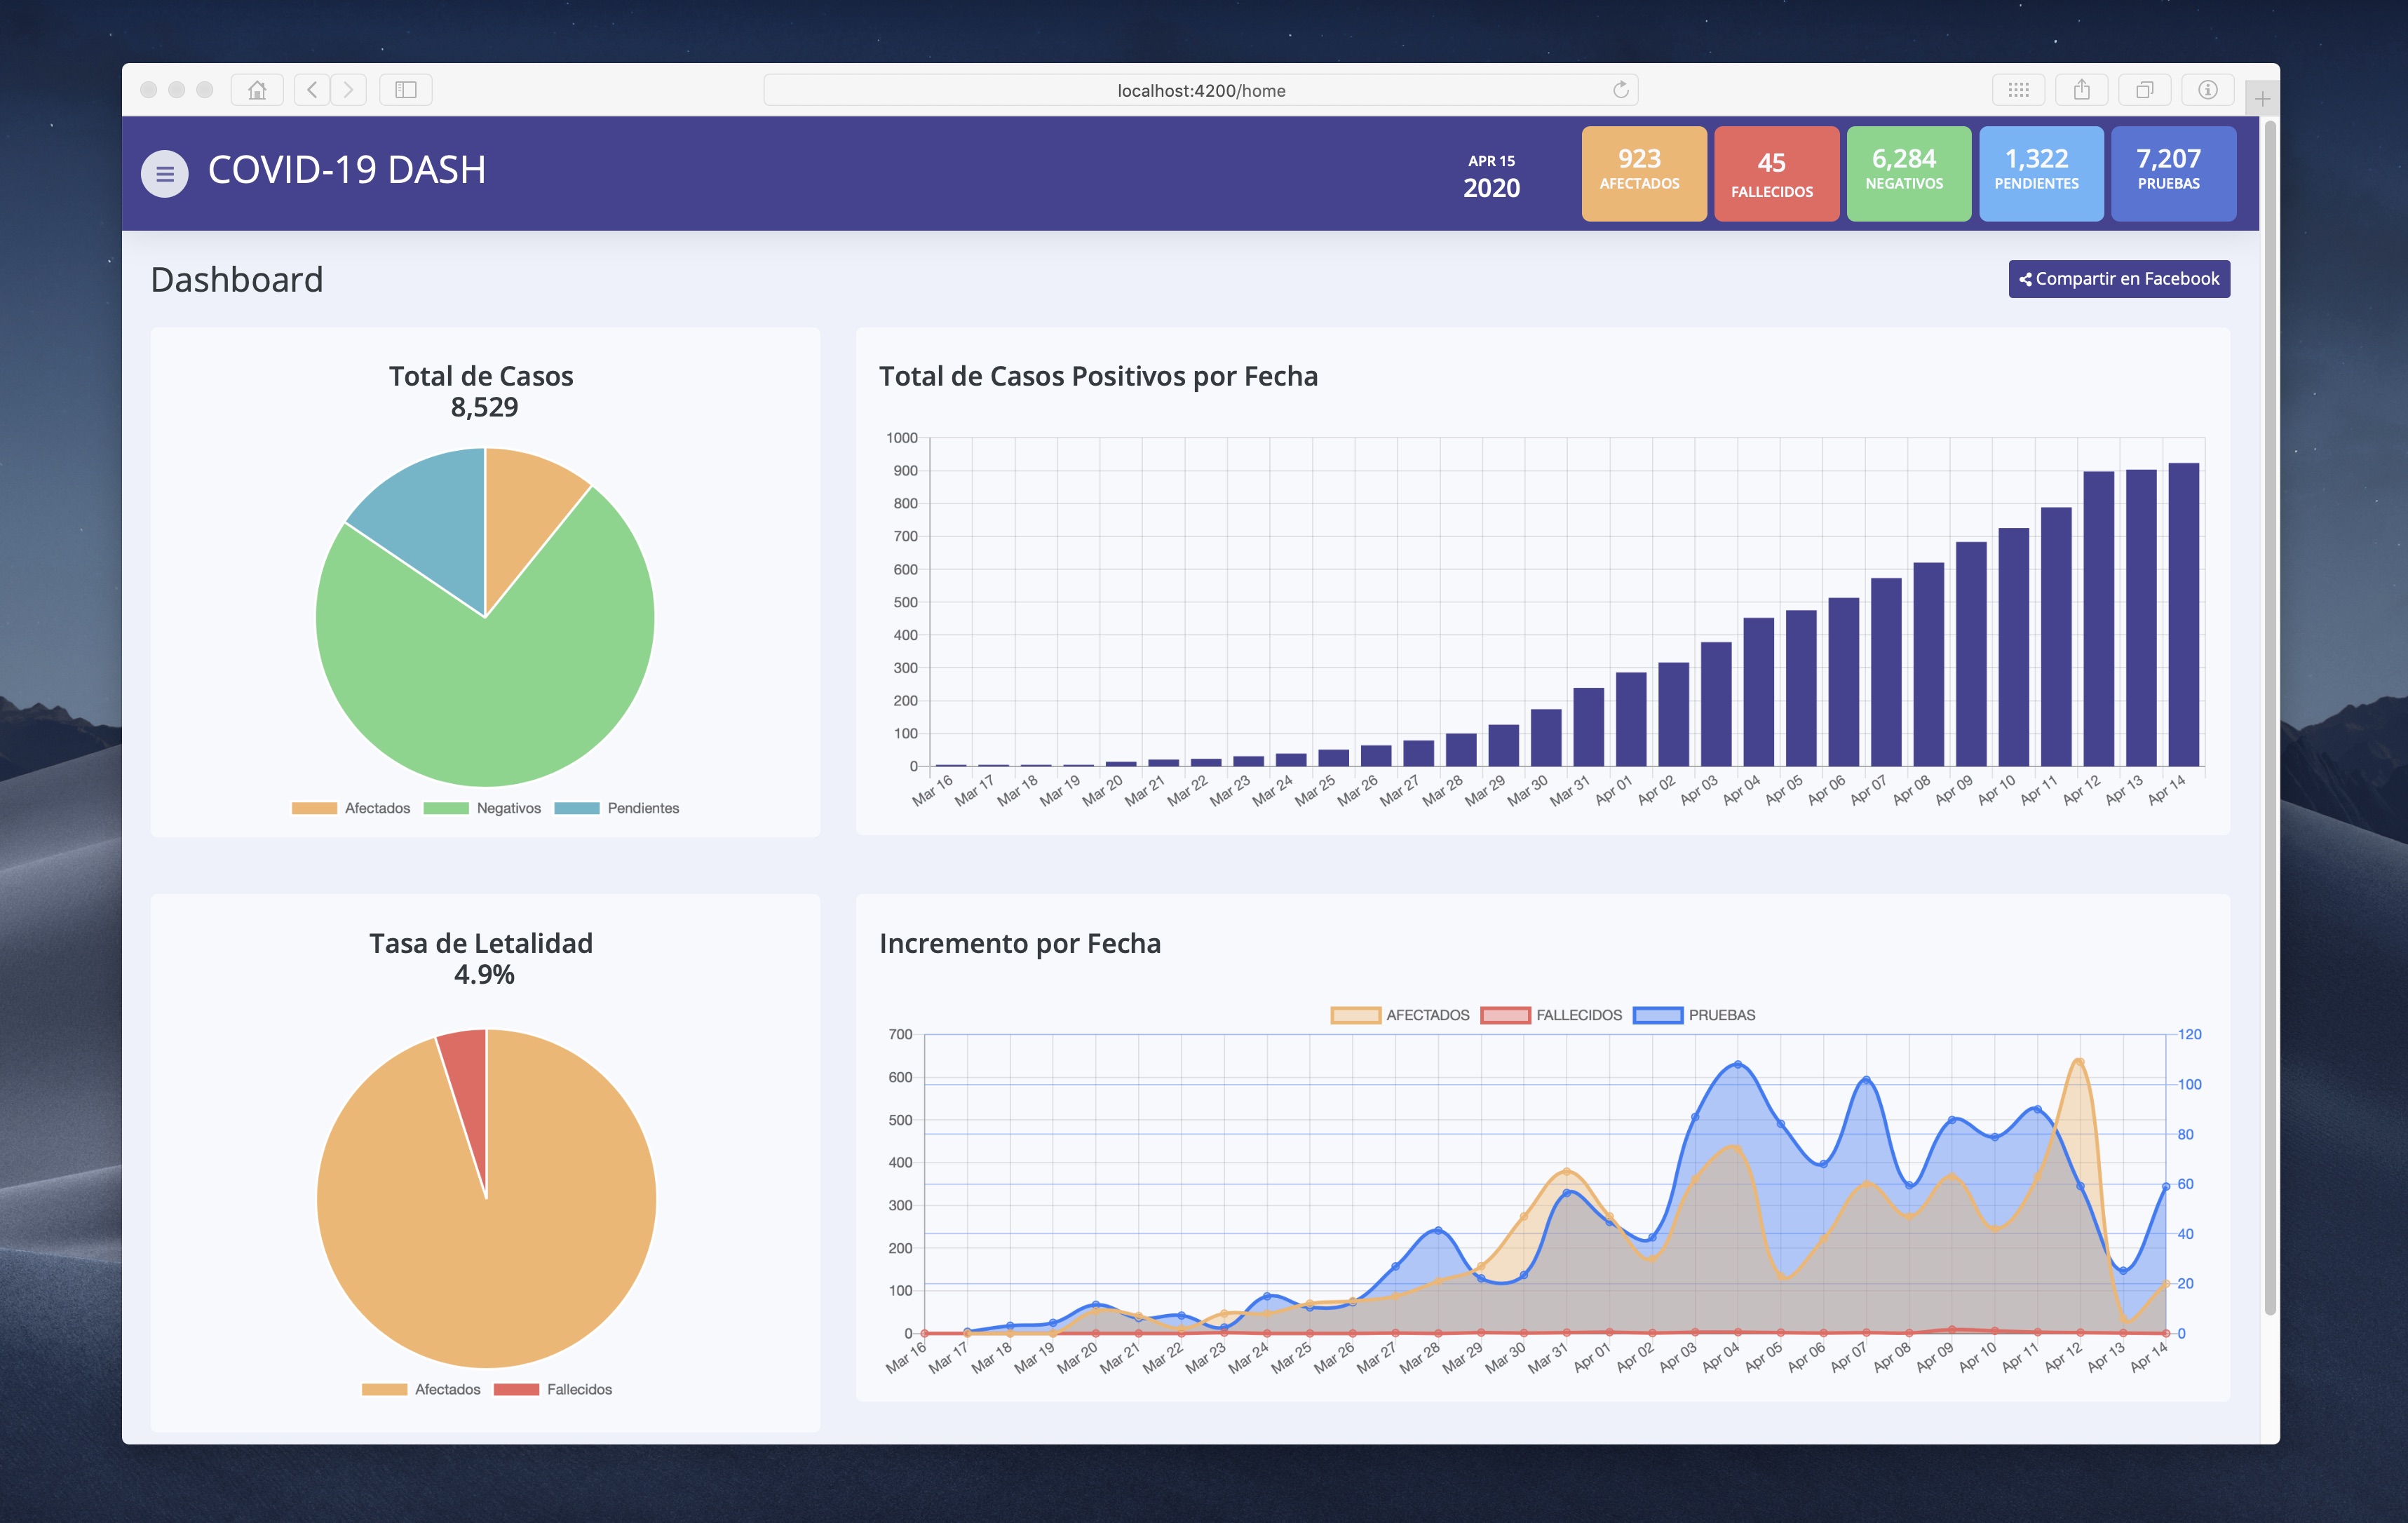 localhost:4200/home
COVID-19 DASH
APR 15
2020
923
AFECTADOS
45
FALLECIDOS
6,284
NEGATIVOS
1,322
PENDIENTES
7,207
PRUEBAS
Dashboard
Compartir en Facebook
Total de Casos
8,529
Afectados Negativos Pendientes
Total de Casos Positivos por Fecha
1000
900
800
700
600
500
400
300
200
100
0
Mar 16 Mar 17 Mar 18 Mar 19 Mar 20 Mar 21 Mar 22 Mar 23 Mar 24 Mar 25 Mar 26 Mar 27 Mar 28 Mar 29 Mar 30 Mar 31 Apr 01 Apr 02 Apr 03 Apr 04 Apr 05 Apr 06 Apr 07 Apr 08 Apr 09 Apr 10 Apr 11 Apr 12 Apr 13 Apr 14
Tasa de Letalidad
4.9%
Afectados Fallecidos
Incremento por Fecha
AFECTADOS FALLECIDOS PRUEBAS
700
600
500
400
300
200
100
0
120
100
80
60
40
20
0
Mar 16 Mar 17 Mar 18 Mar 19 Mar 20 Mar 21 Mar 22 Mar 23 Mar 24 Mar 25 Mar 26 Mar 27 Mar 28 Mar 29 Mar 30 Mar 31 Apr 01 Apr 02 Apr 03 Apr 04 Apr 05 Apr 06 Apr 07 Apr 08 Apr 09 Apr 10 Apr 11 Apr 12 Apr 13 Apr 14